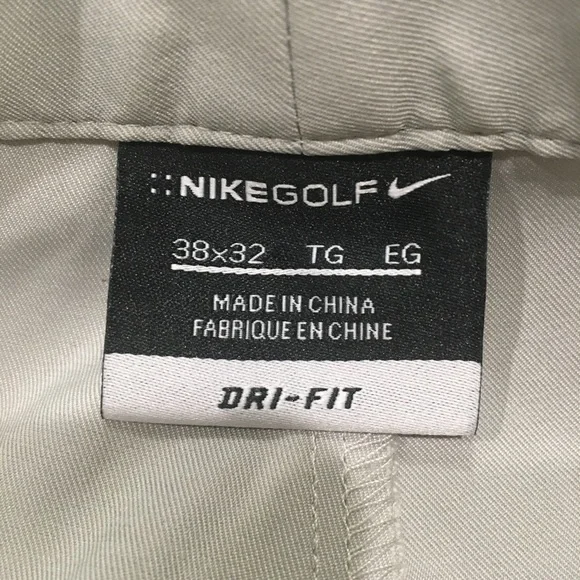 NIKEGOLF
38x32 TG EG
MADE IN CHINA
FABRIQUE EN CHINE
DRI-FIT